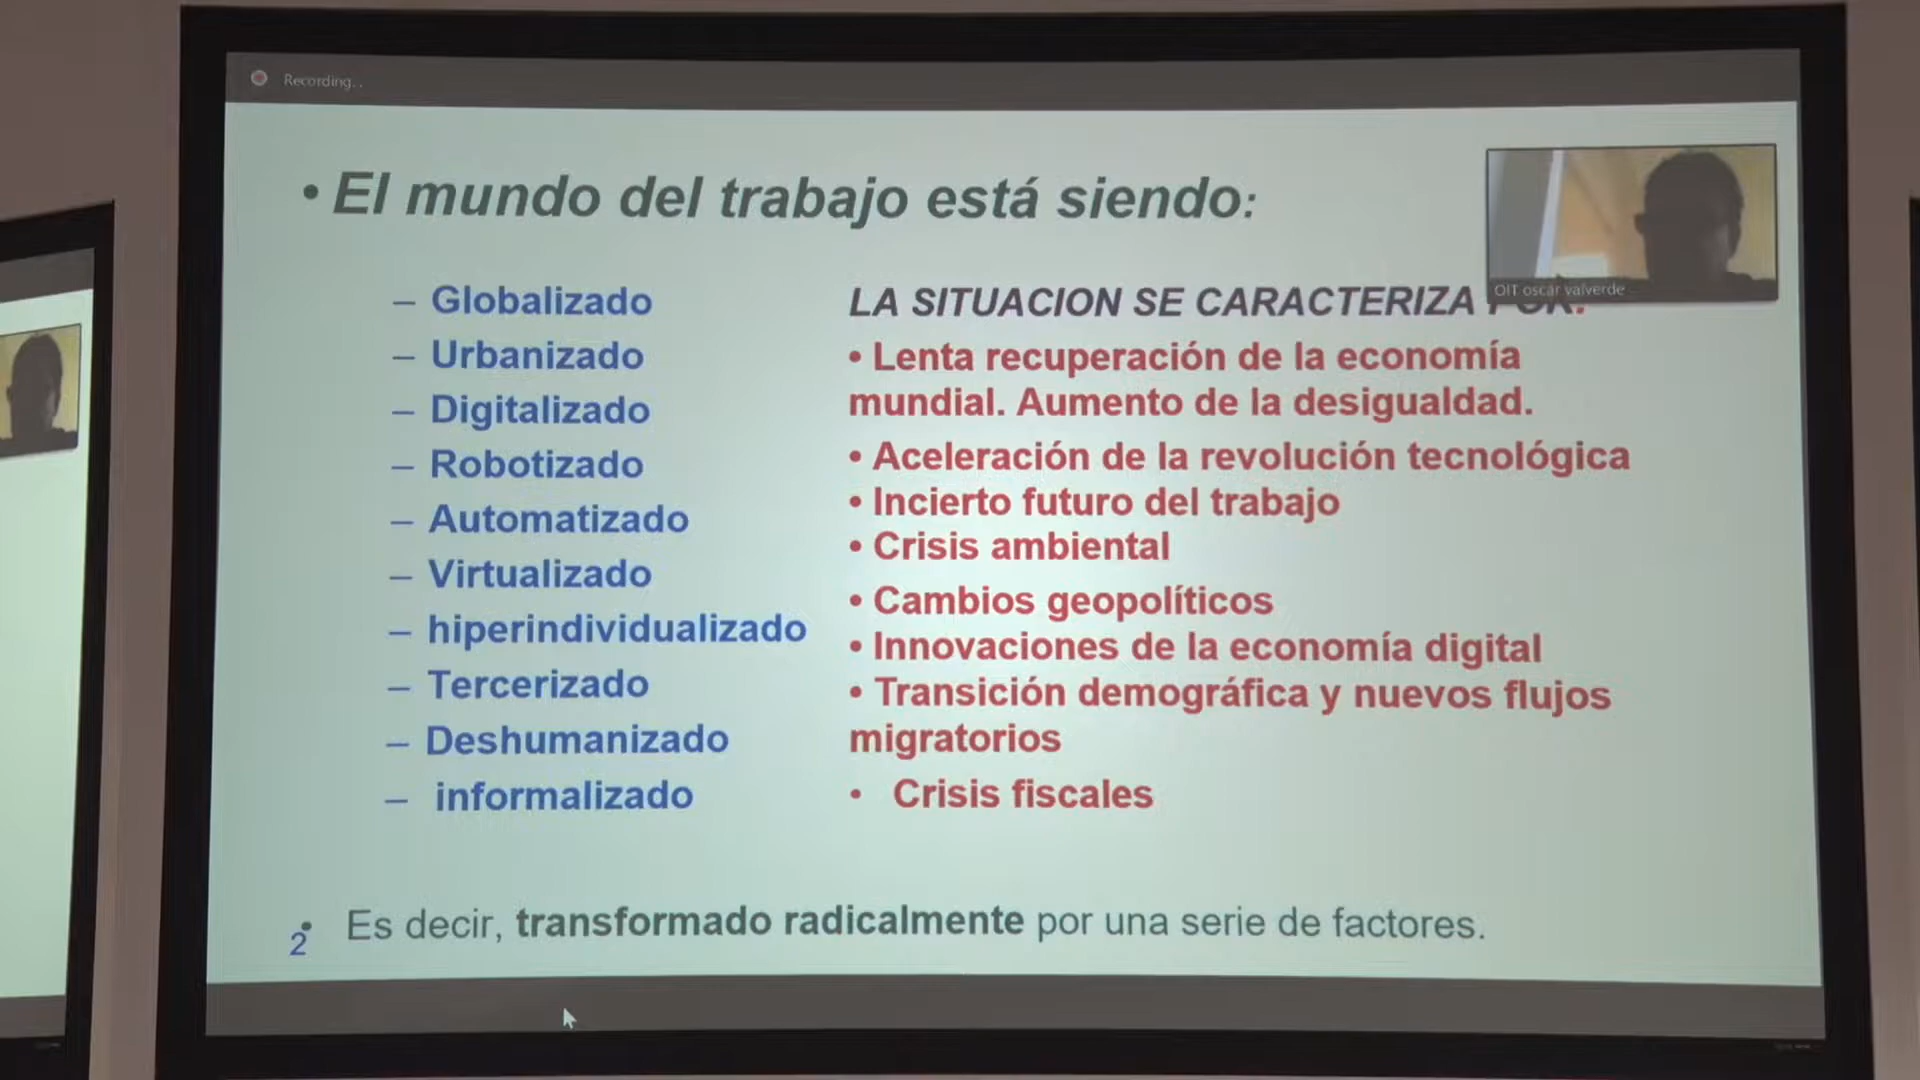 Recording...
• El mundo del trabajo está siendo:
– Globalizado
– Urbanizado
– Digitalizado
– Robotizado
– Automatizado
– Virtualizado
– hiperindividualizado
– Tercerizado
– Deshumanizado
– informalizado
OIT oscar valverde
LA SITUACION SE CARACTERIZA POR:
• Lenta recuperación de la economía
mundial. Aumento de la desigualdad.
• Aceleración de la revolución tecnológica
• Incierto futuro del trabajo
• Crisis ambiental
• Cambios geopolíticos
• Innovaciones de la economía digital
• Transición demográfica y nuevos flujos
migratorios
• Crisis fiscales
• Es decir, transformado radicalmente por una serie de factores.
2